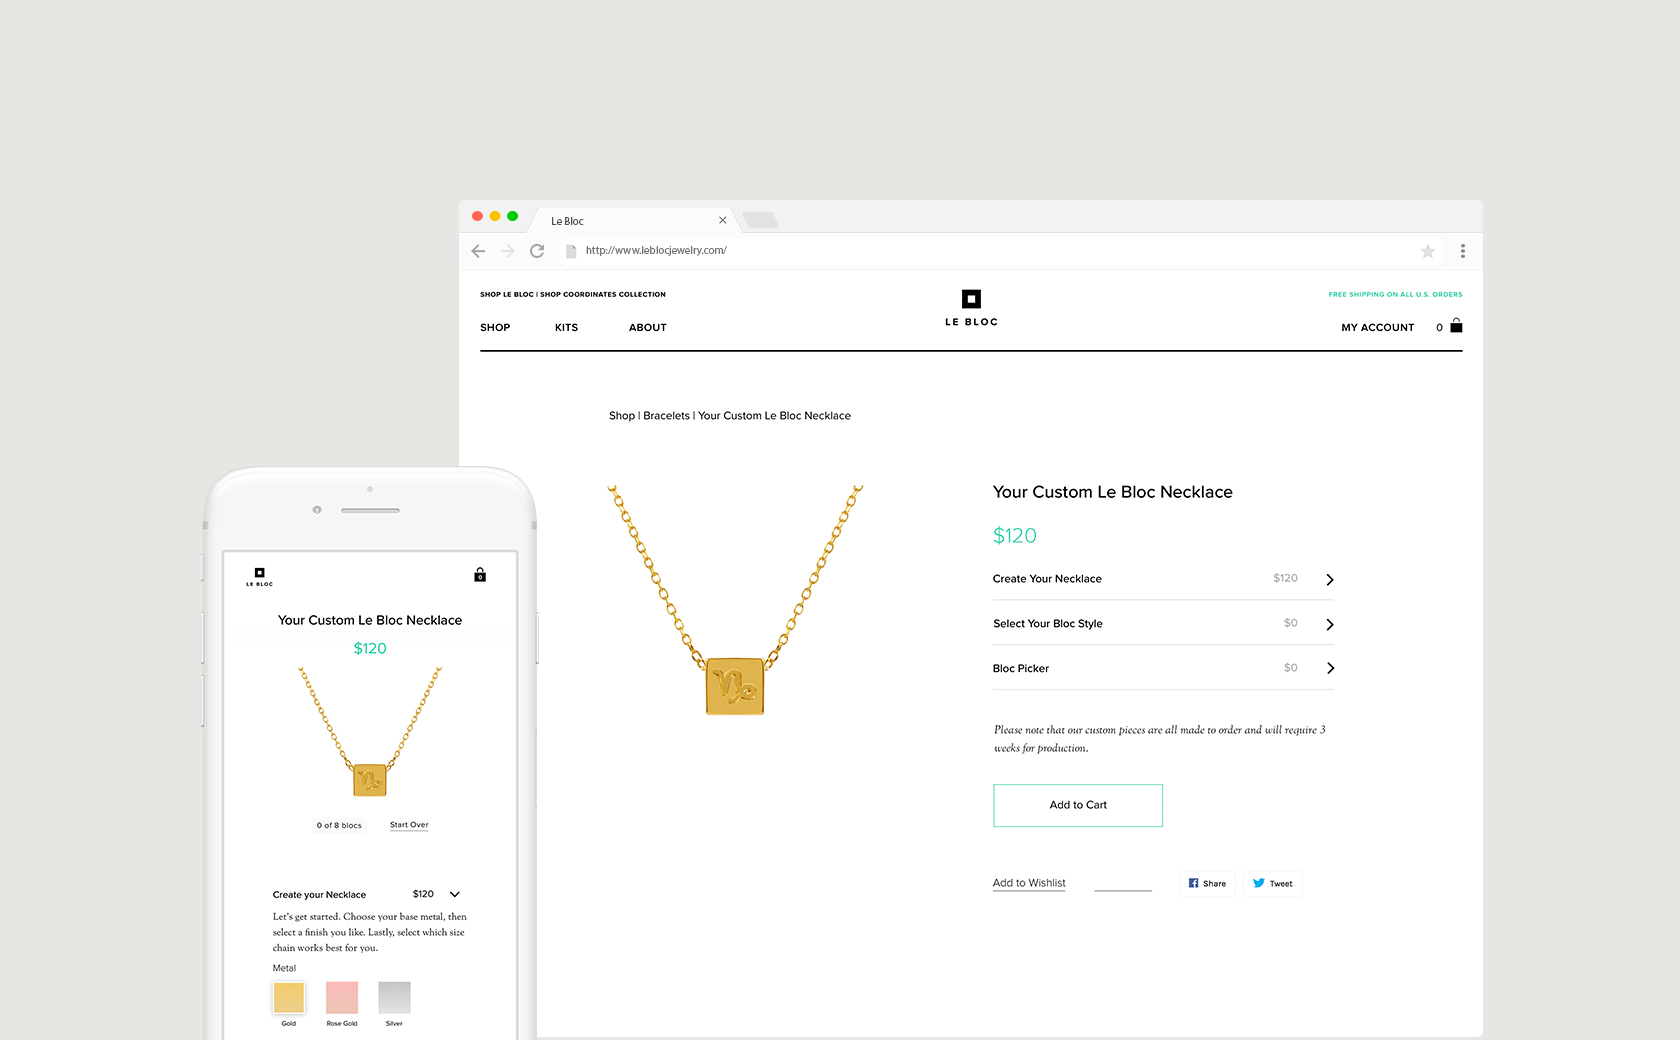 Le Bloc
http://www.leblocjewelry.com/
SHOP LE BLOC | SHOP COORDINATES COLLECTION
FREE SHIPPING ON ALL U.S. ORDERS
LE BLOC
SHOP KITS ABOUT
MY ACCOUNT 0
Shop | Bracelets | Your Custom Le Bloc Necklace
Your Custom Le Bloc Necklace
$120
Create Your Necklace $120
Select Your Bloc Style $0
Bloc Picker $0
Please note that our custom pieces are all made to order and will require 3
weeks for production.
Add to Cart
Add to Wishlist
Share
Tweet
LE BLOC
0
Your Custom Le Bloc Necklace
$120
0 of 8 blocs Start Over
Create your Necklace $120
Let's get started. Choose your base metal, then
select a finish you like. Lastly, select which size
chain works best for you.
Metal
Gold Rose Gold Silver